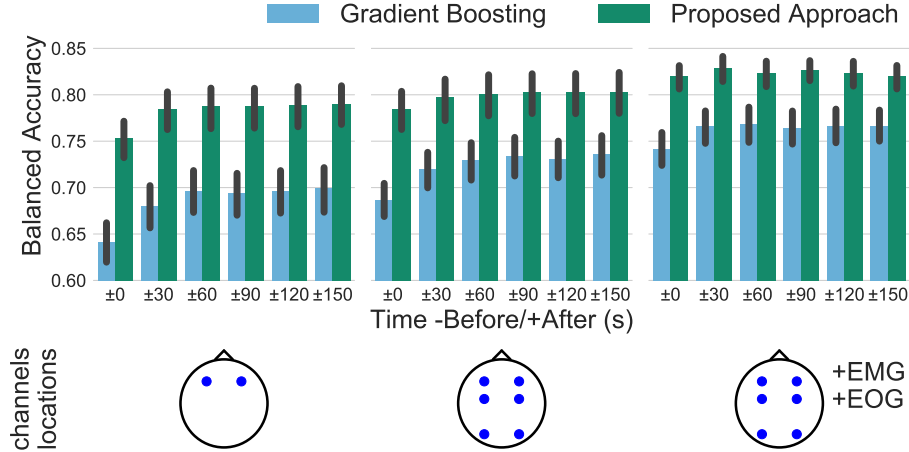 Gradient Boosting Proposed Approach
Balanced Accuracy
0.85
0.80
0.75
0.70
0.65
0.60
±0 ±30 ±60 ±90 ±120 ±150 ±0 ±30 ±60 ±90 ±120 ±150 ±0 ±30 ±60 ±90 ±120 ±150
Time -Before/+After (s)
channels
locations
+EMG
+EOG